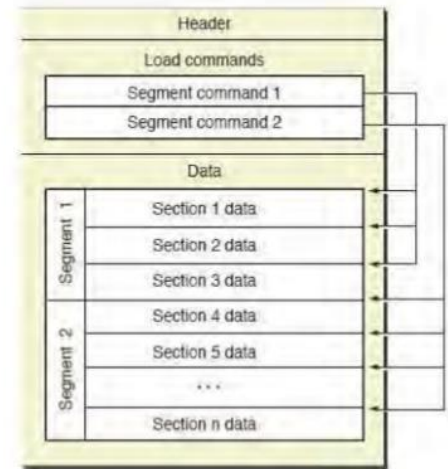 Header
Load commands
Segment command 1
Segment command 2
Data
Segment 1
Section 1 data
Section 2 data
Section 3 data
Segment 2
Section 4 data
Section 5 data
...
Section n data